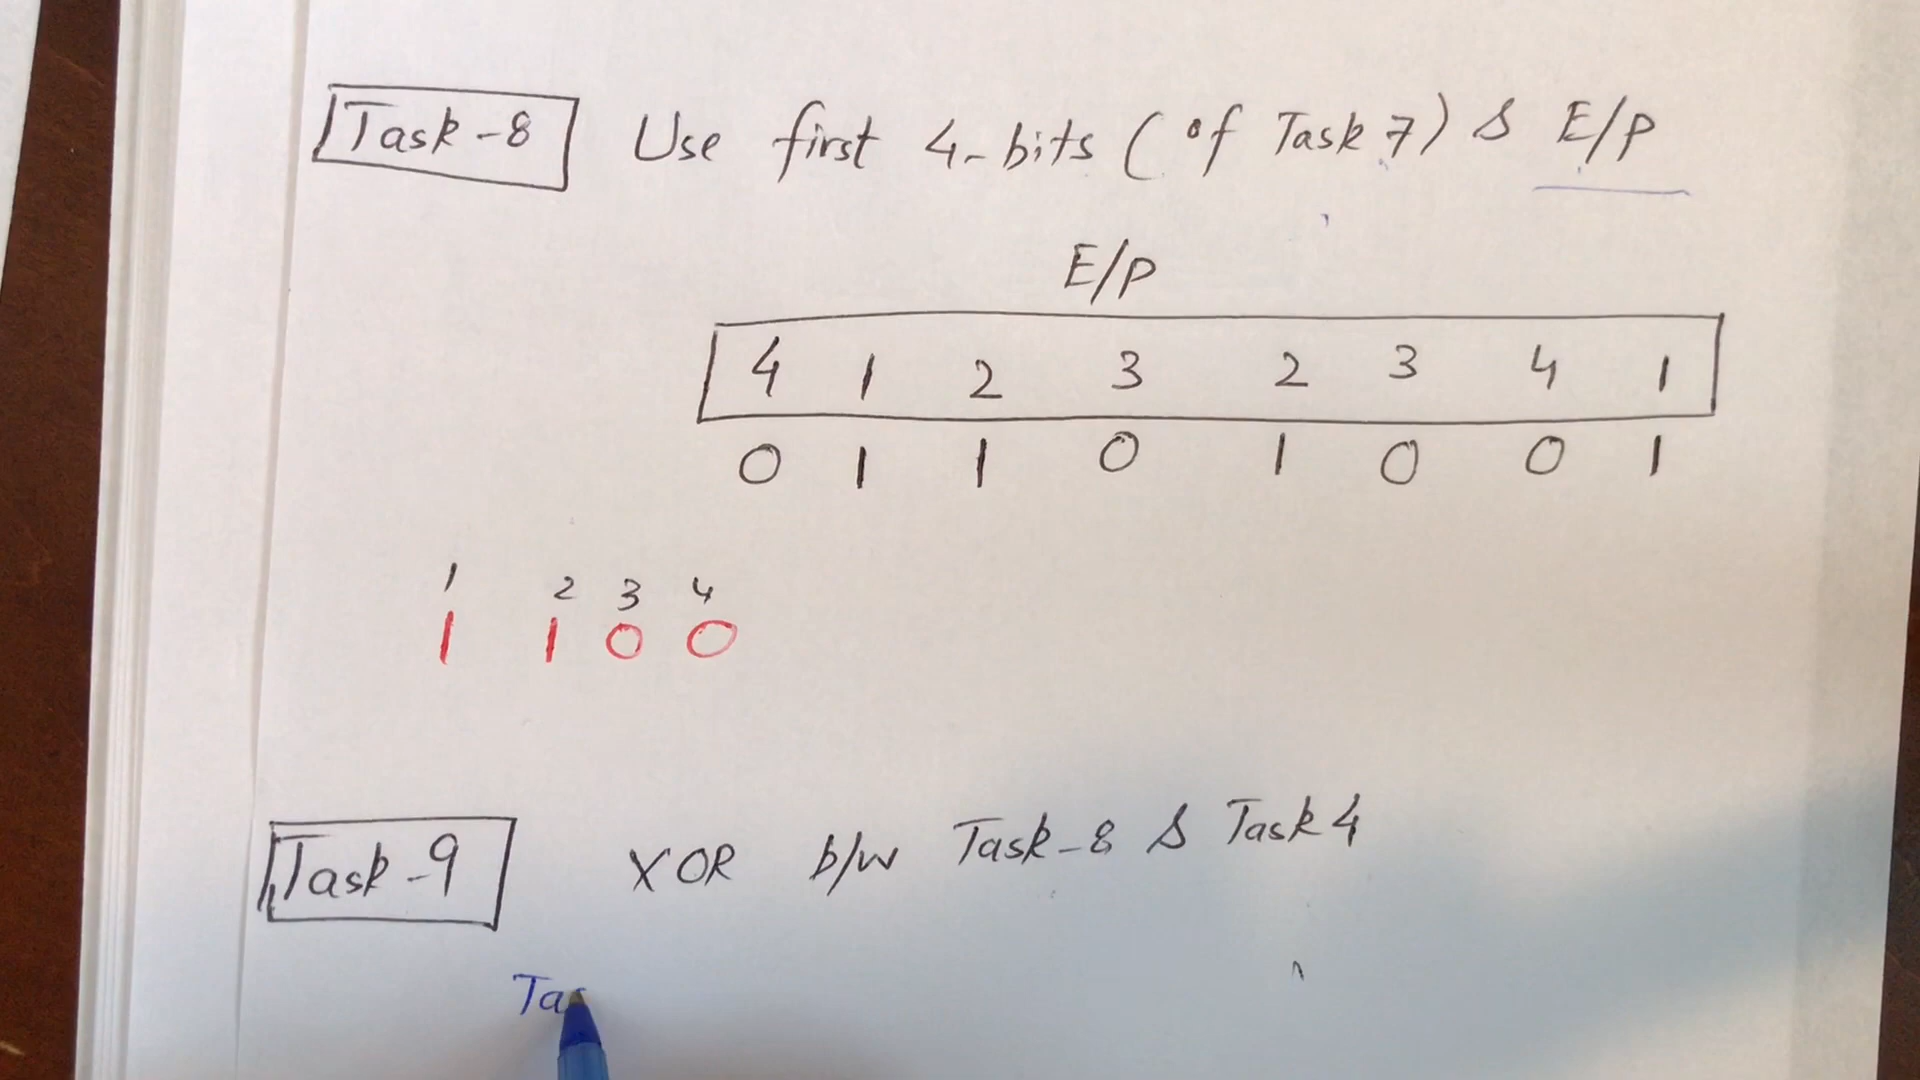 Task-8 Use first 4-bits (of Task 7) & E/P
E/P
4 1 2 3 2 3 4 1
0 1 1 0 1 0 0 1
1 2 3 4
1 1 0 0
Task-9 XOR b/w Task-8 & Task 4
Tas